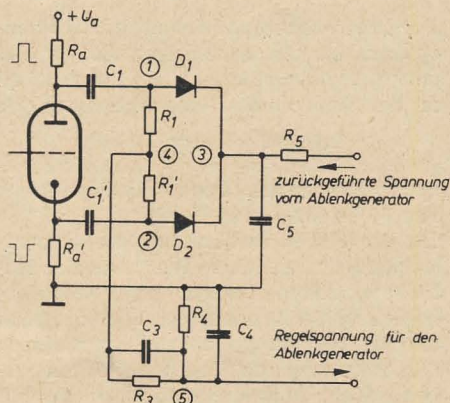 + U_a
R_a
C_1
①
D_1
R_1
④
③
R_5
R_1'
C_1'
②
D_2
zurückgeführte Spannung
vom Ablenkgenerator
C_5
R_a'
R_4
C_3
C_4
Regelspannung für den
Ablenkgenerator
R_3
⑤